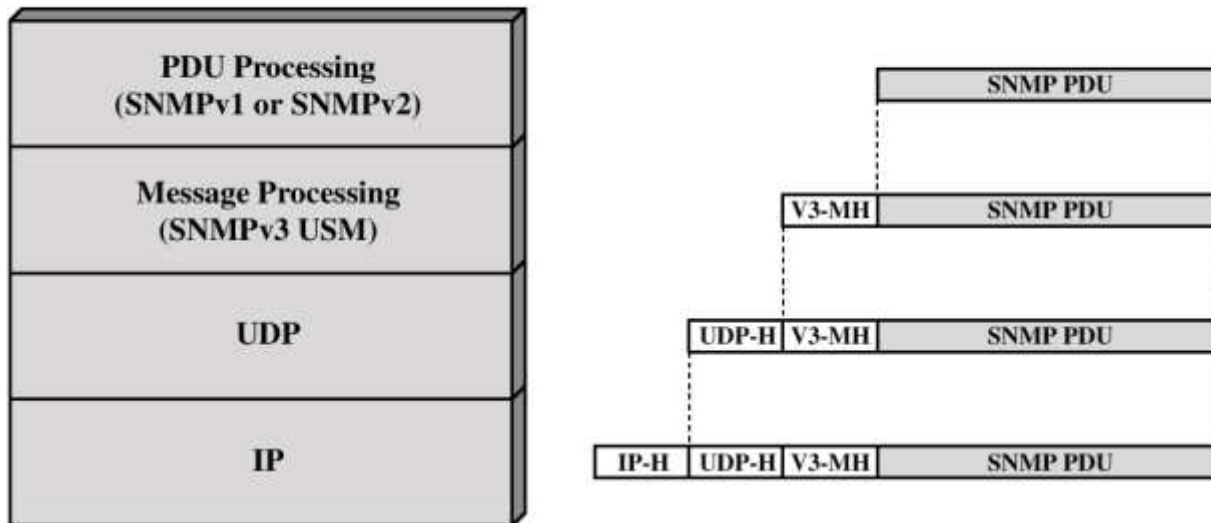 PDU Processing
(SNMPv1 or SNMPv2)
SNMP PDU
Message Processing
(SNMPv3 USM)
V3-MH SNMP PDU
UDP
UDP-H V3-MH SNMP PDU
IP
IP-H UDP-H V3-MH SNMP PDU